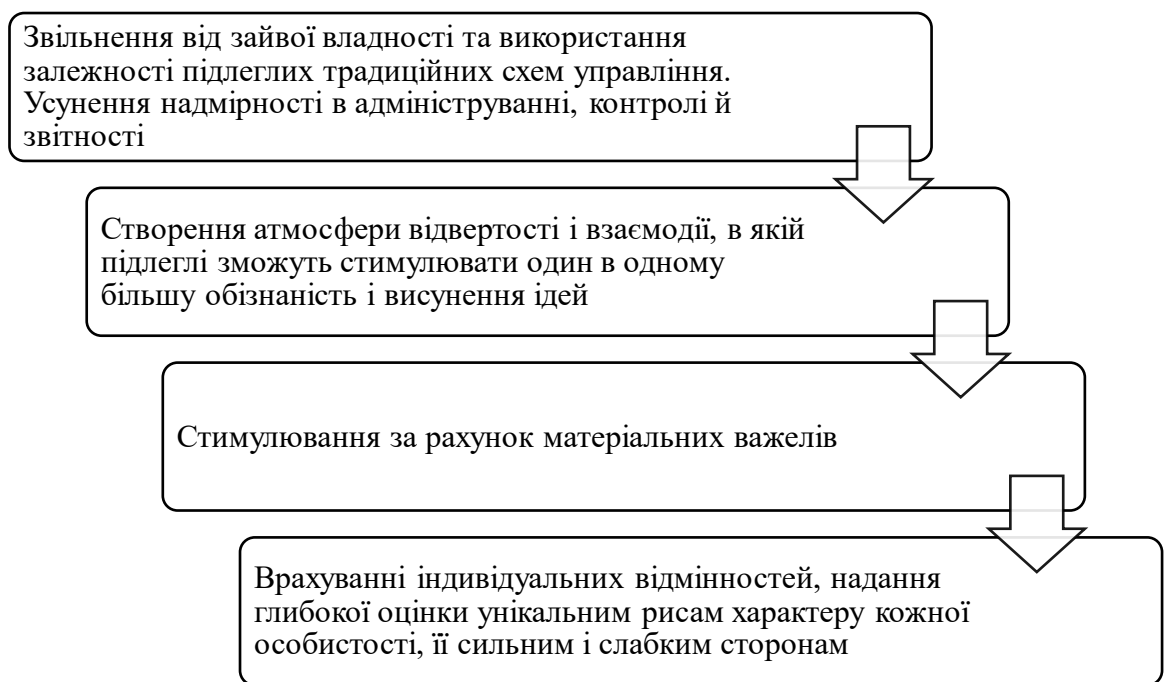 Звільнення від зайвої владності та використання
залежності підлеглих традиційних схем управління.
Усунення надмірності в адмініструванні, контролі й
звітності
Створення атмосфери відвертості і взаємодії, в якій
підлеглі зможуть стимулювати один в одному
більшу обізнаність і висунення ідей
Стимулювання за рахунок матеріальних важелів
Врахуванні індивідуальних відмінностей, надання
глибокої оцінки унікальним рисам характеру кожної
особистості, її сильним і слабким сторонам